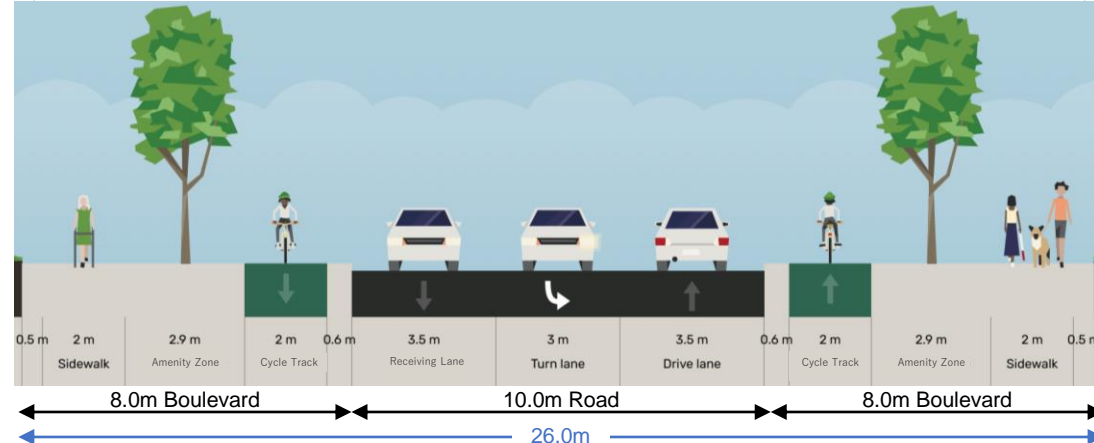 0.5 m 2 m 2.9 m 2 m 0.6 m 3.5 m 3 m 3.5 m 0.6 m 2 m 2.9 m 2 m 0.5 m
Sidewalk Amenity Zone Cycle Track Receiving Lane Turn lane Drive lane Cycle Track Amenity Zone Sidewalk
8.0m Boulevard 10.0m Road 8.0m Boulevard
26.0m